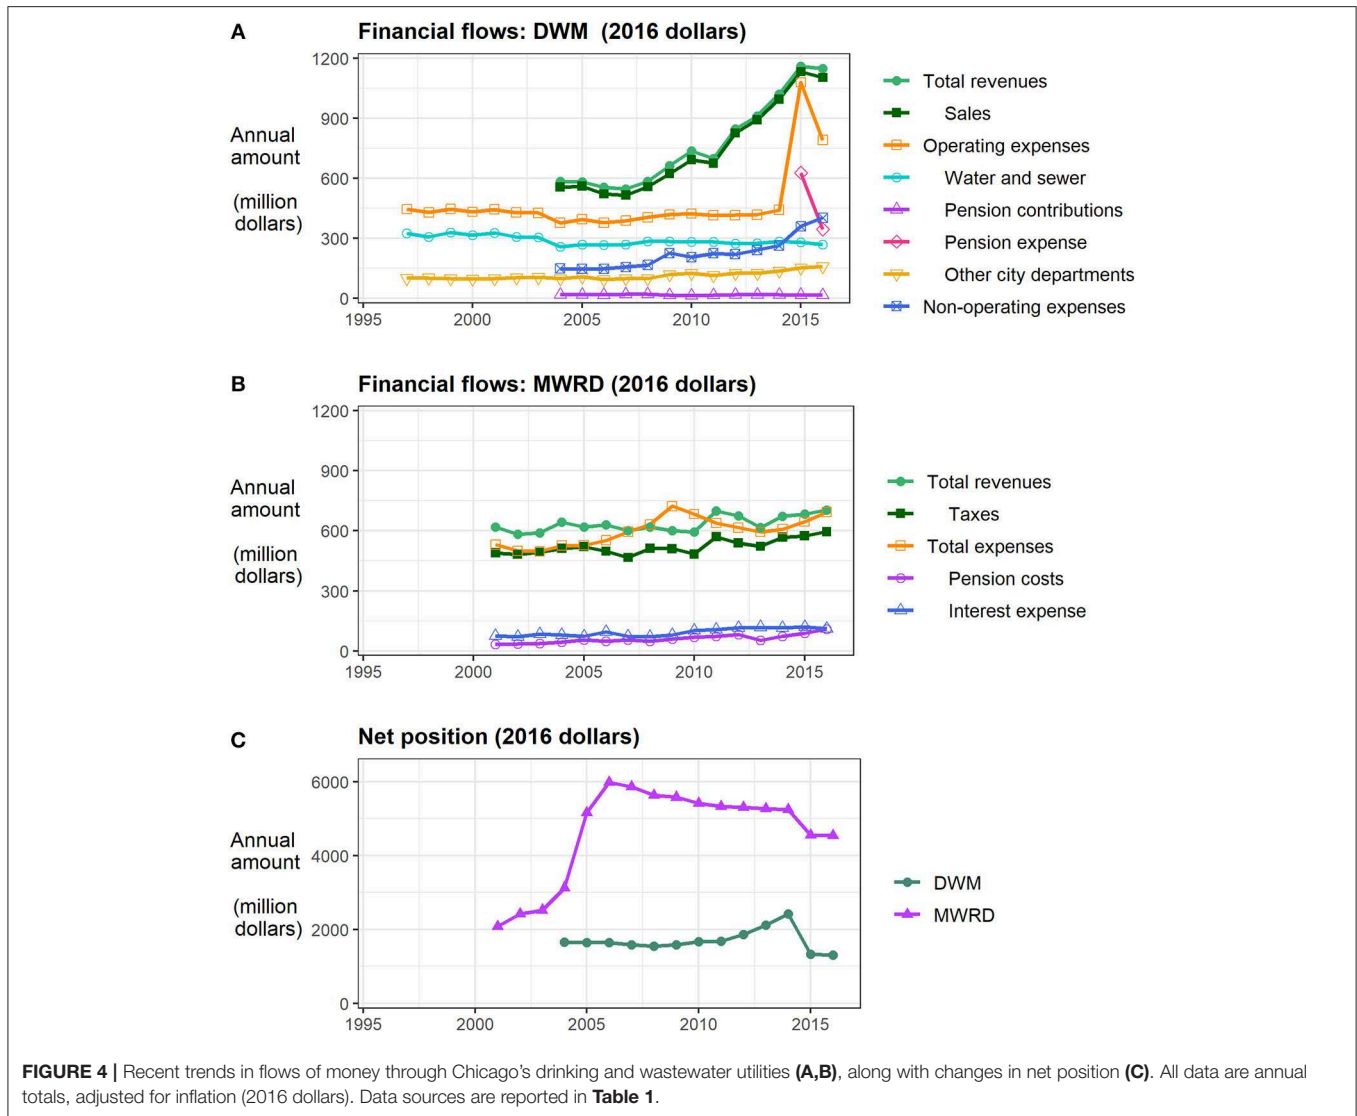 A Financial flows: DWM (2016 dollars)
Annual
amount
(million
dollars)
1200
900
600
300
0
1995 2000 2005 2010 2015
Total revenues
Sales
Operating expenses
Water and sewer
Pension contributions
Pension expense
Other city departments
Non-operating expenses
B Financial flows: MWRD (2016 dollars)
Annual
amount
(million
dollars)
1200
900
600
300
0
1995 2000 2005 2010 2015
Total revenues
Taxes
Total expenses
Pension costs
Interest expense
C Net position (2016 dollars)
Annual
amount
(million
dollars)
6000
4000
2000
0
1995 2000 2005 2010 2015
DWM
MWRD
FIGURE 4 | Recent trends in flows of money through Chicago's drinking and wastewater utilities (A,B), along with changes in net position (C). All data are annual
totals, adjusted for inflation (2016 dollars). Data sources are reported in Table 1.